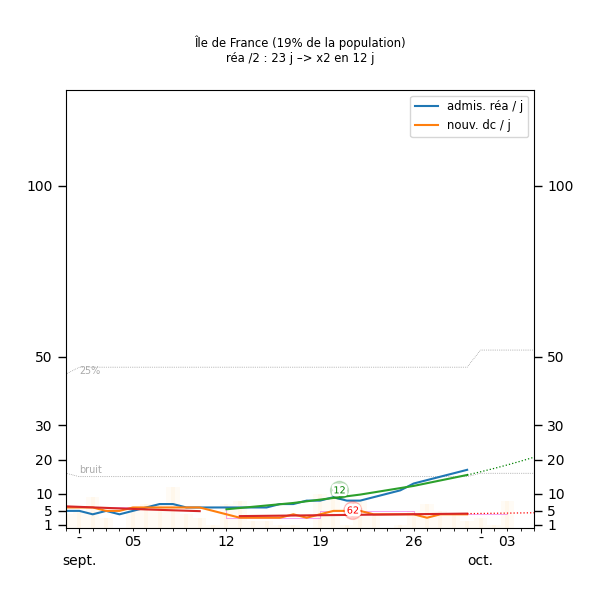 Île de France (19% de la population)
réa /2 : 23 j –> x2 en 12 j
admis. réa / j
nouv. dc / j
100 100
50 50
25%
30 30
20 20
bruit
10 10
12
5 5
62
1 1
- 05 12 19 26 - 03
sept. oct.